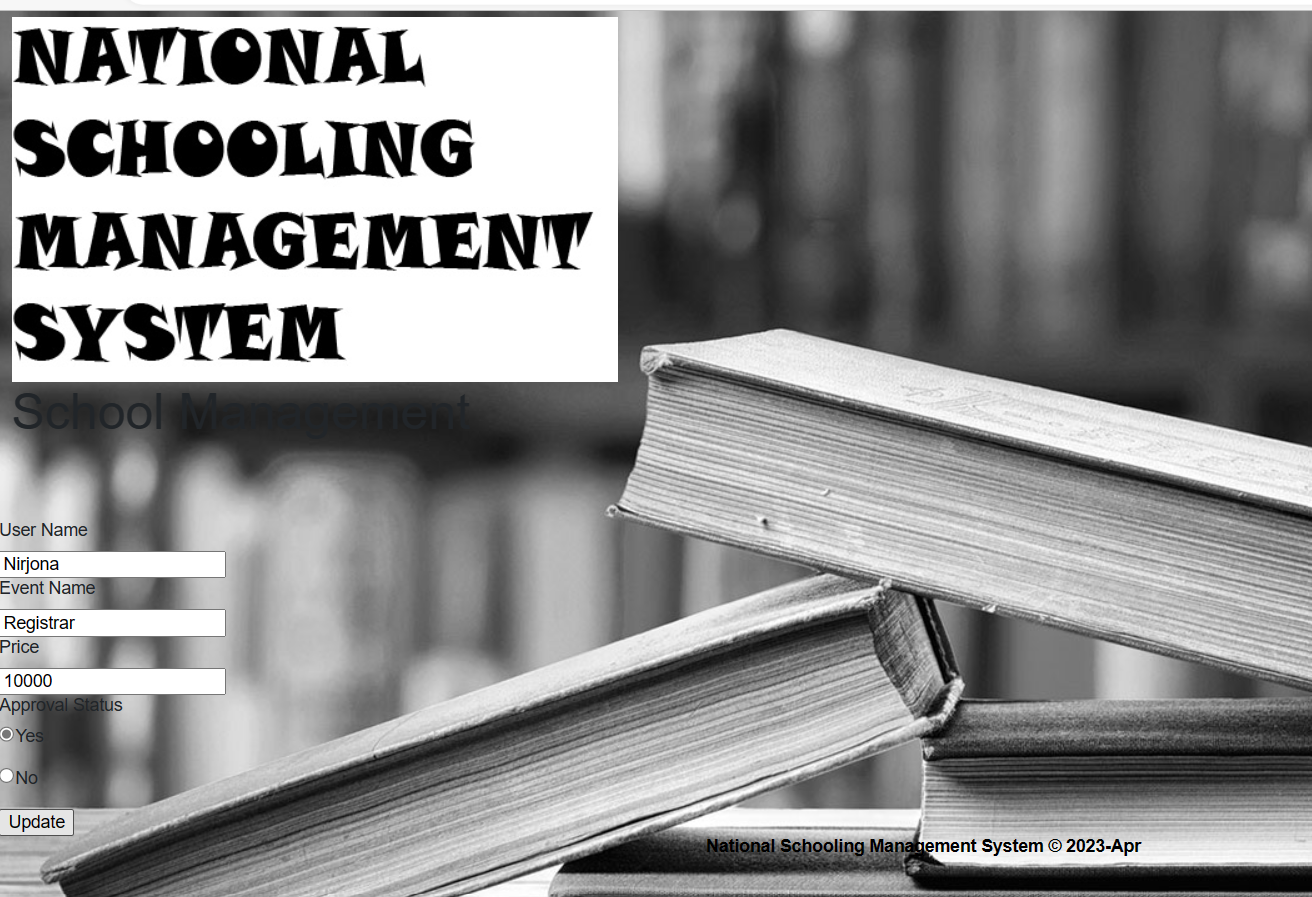 NATIONAL
SCHOOLING
MANAGEMENT
SYSTEM
School Management
User Name
Nirjona
Event Name
Registrar
Price
10000
Approval Status
Yes
No
Update
National Schooling Management System © 2023-Apr